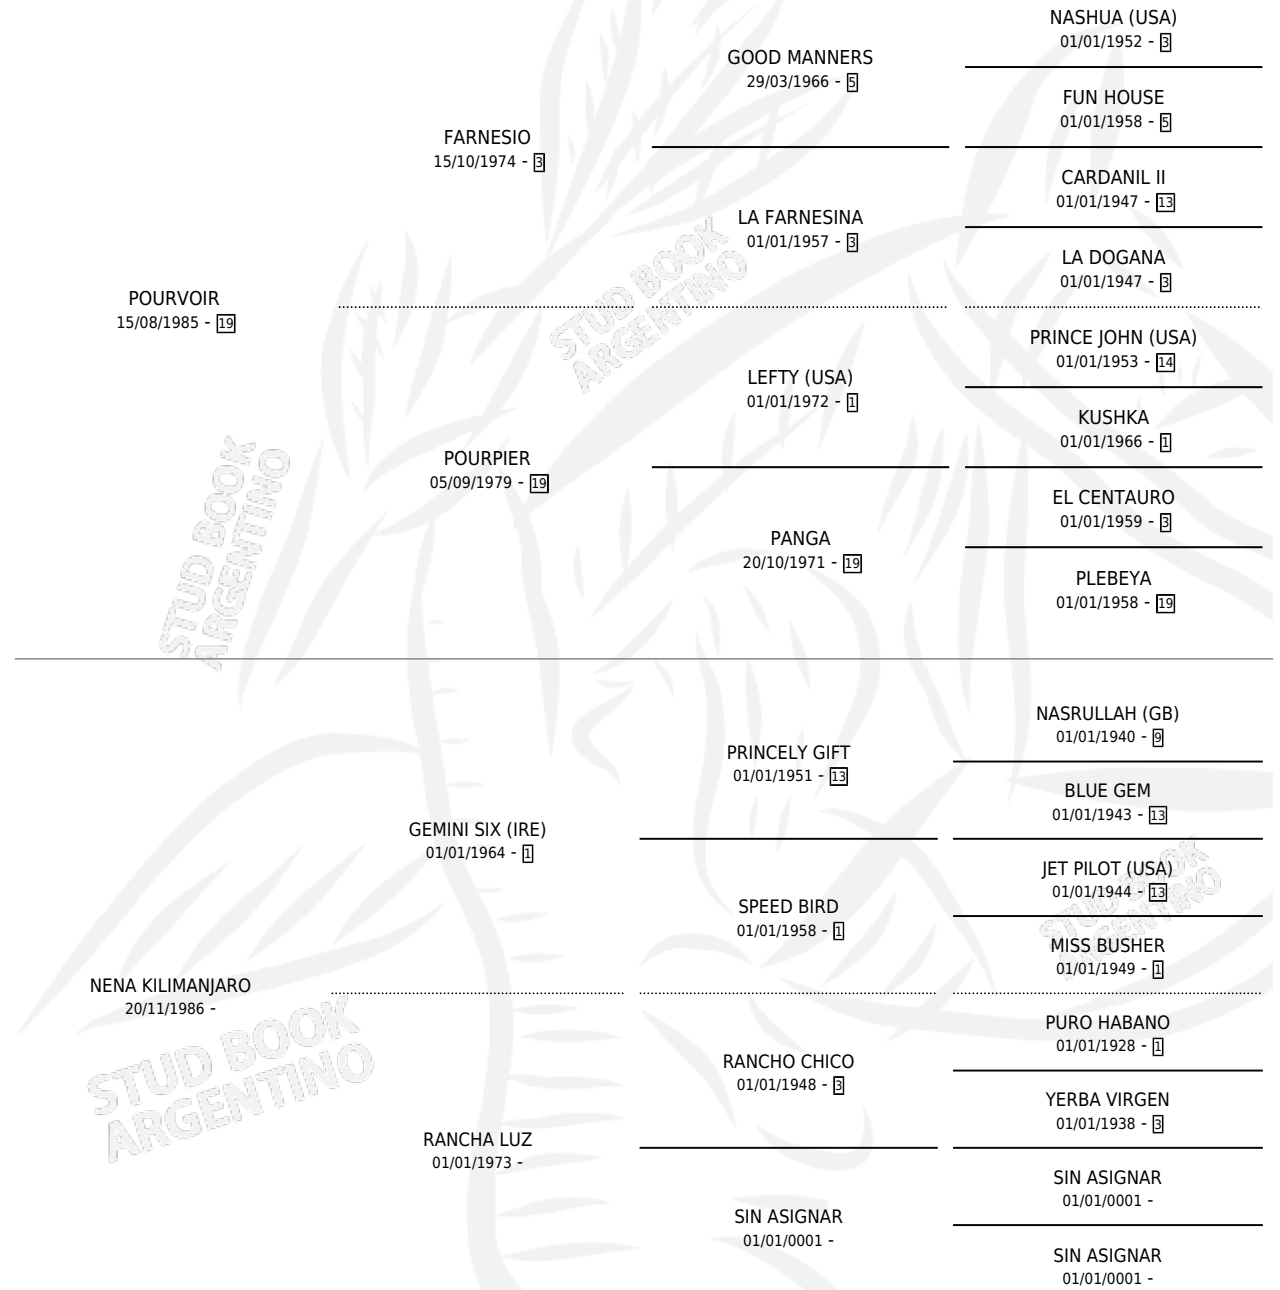 NASHUA (USA)
01/01/1952 - 3
GOOD MANNERS
29/03/1966 - 5
FUN HOUSE
01/01/1958 - 5
FARNESIO
15/10/1974 - 3
CARDANIL II
01/01/1947 - 13
LA FARNESINA
01/01/1957 - 3
LA DOGANA
01/01/1947 - 3
POURVOIR
15/08/1985 - 19
PRINCE JOHN (USA)
01/01/1953 - 14
LEFTY (USA)
01/01/1972 - 1
KUSHKA
01/01/1966 - 1
POURPIER
05/09/1979 - 19
EL CENTAURO
01/01/1959 - 3
PANGA
20/10/1971 - 19
PLEBEYA
01/01/1958 - 19
NASRULLAH (GB)
01/01/1940 - 9
PRINCELY GIFT
01/01/1951 - 13
BLUE GEM
01/01/1943 - 13
GEMINI SIX (IRE)
01/01/1964 - 1
JET PILOT (USA)
01/01/1944 - 13
SPEED BIRD
01/01/1958 - 1
MISS BUSHER
01/01/1949 - 1
NENA KILIMANJARO
20/11/1986 -
PURO HABANO
01/01/1928 - 1
RANCHO CHICO
01/01/1948 - 3
YERBA VIRGEN
01/01/1938 - 3
RANCHA LUZ
01/01/1973 -
SIN ASIGNAR
01/01/0001 -
SIN ASIGNAR
01/01/0001 -
SIN ASIGNAR
01/01/0001 -
STUD BOOK
ARGENTINO
STUD BOOK
ARGENTINO
STUD BOOK
ARGENTINO
STUD BOOK
ARGENTINO